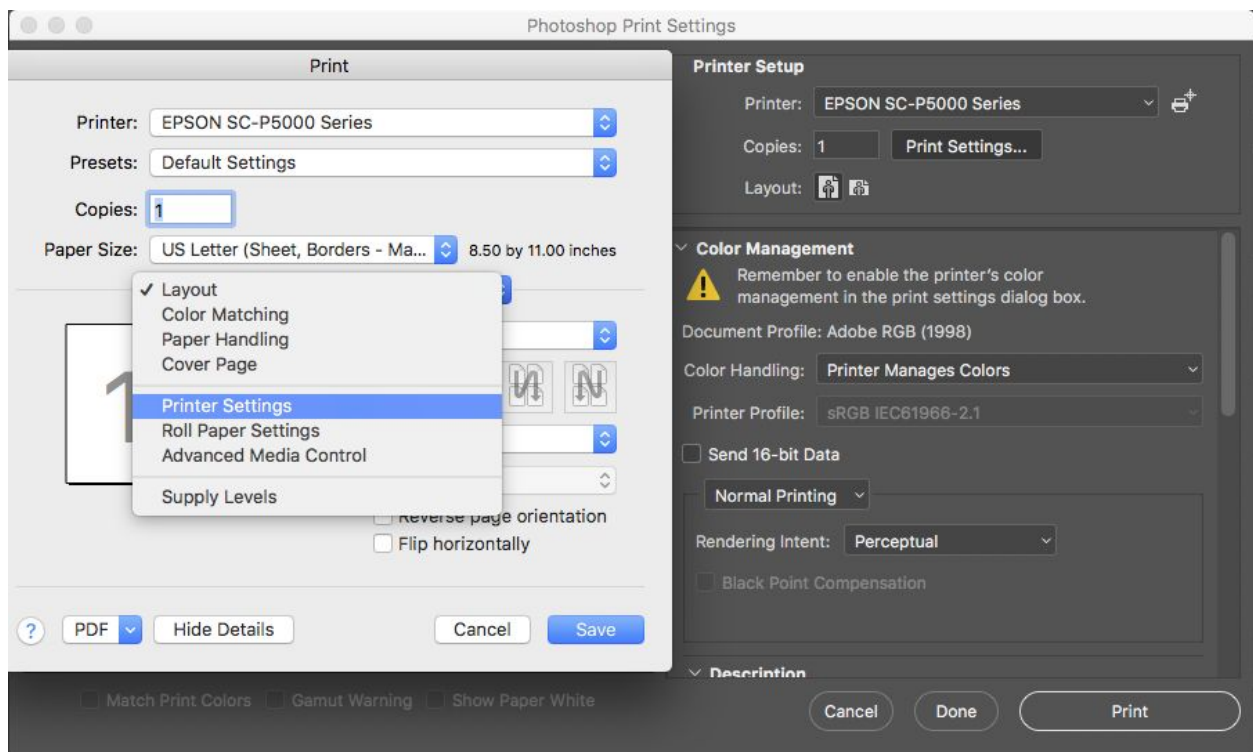 Photoshop Print Settings
Print
Printer: EPSON SC-P5000 Series
Presets: Default Settings
Copies: 1
Paper Size: US Letter (Sheet, Borders - Ma... 8.50 by 11.00 inches
✓ Layout
Color Matching
Paper Handling
Cover Page
Printer Settings
Roll Paper Settings
Advanced Media Control
Supply Levels
1
Reverse page orientation
Flip horizontally
? PDF Hide Details Cancel Save
Match Print Colors Gamut Warning Show Paper White
Printer Setup
Printer: EPSON SC-P5000 Series
Copies: 1 Print Settings...
Layout:
Color Management
Remember to enable the printer's color
management in the print settings dialog box.
Document Profile: Adobe RGB (1998)
Color Handling: Printer Manages Colors
Printer Profile: sRGB IEC61966-2.1
Send 16-bit Data
Normal Printing
Rendering Intent: Perceptual
Black Point Compensation
Description
Cancel Done Print